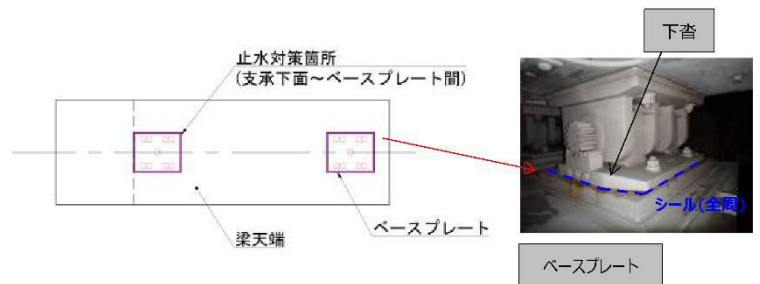 止水対策箇所
(支承下面～ベースプレート間)
下沓
シール(全周)
ベースプレート
梁天端
ベースプレート